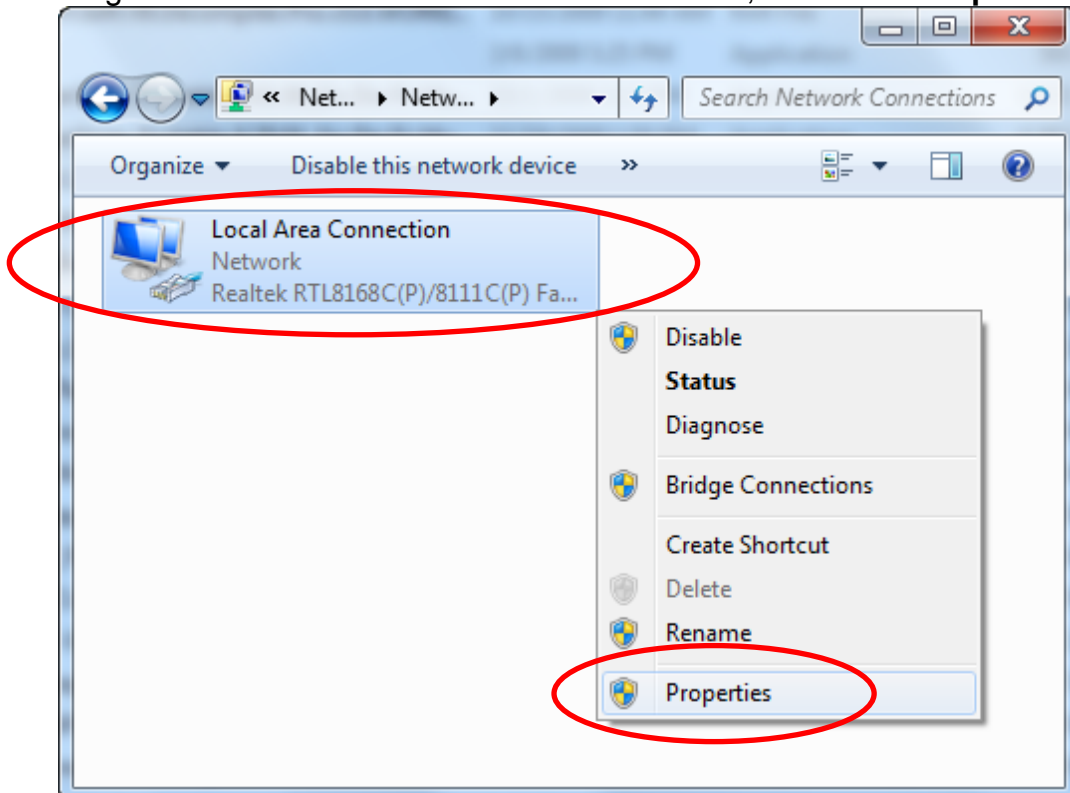 « Net... ▸ Netw... ▸
Search Network Connections
Organize
Disable this network device »
Local Area Connection
Network
Realtek RTL8168C(P)/8111C(P) Fa...
Disable
Status
Diagnose
Bridge Connections
Create Shortcut
Delete
Rename
Properties